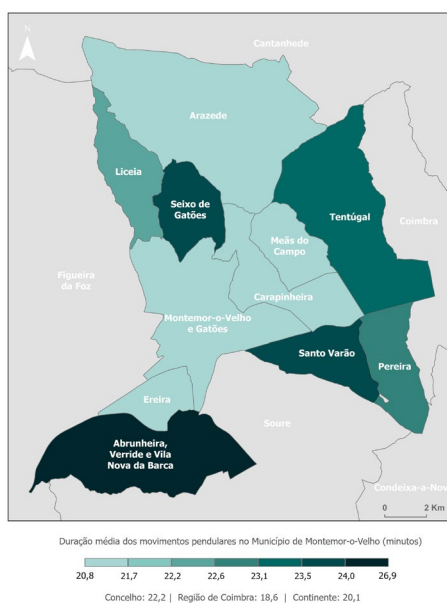 N
Cantanhede
Arazede
Liceia
Seixo de
Gatões
Tentúgal
Coimbra
Meãs do
Campo
Figueira
da Foz
Carapinheira
Montemor-o-Velho
e Gatões
Santo Varão
Pereira
Ereira
Soure
Abrunheira,
Verride e Vila
Nova da Barca
Condeixa-a-Nova
0 2 Km
Duração média dos movimentos pendulares no Município de Montemor-o-Velho (minutos)
20,8 21,7 22,2 22,6 23,1 23,5 24,0 26,9
Concelho: 22,2 | Região de Coimbra: 18,6 | Continente: 20,1